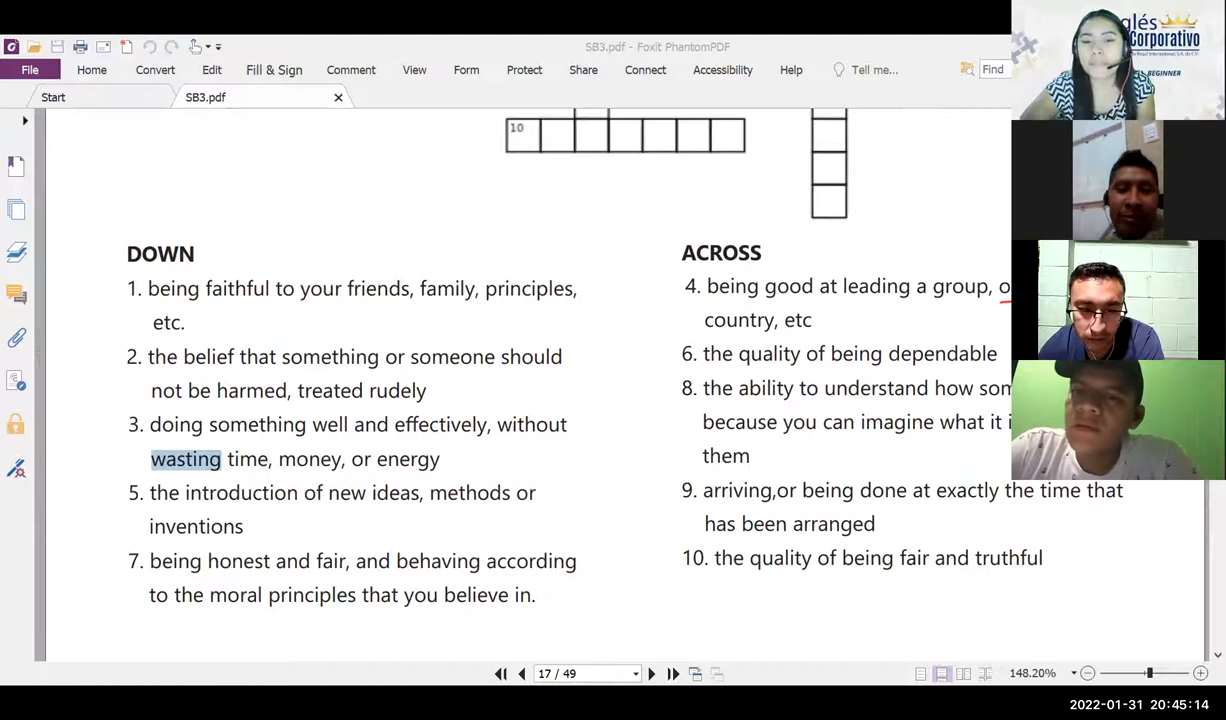 SB3.pdf - Foxit PhantomPDF
File Home Convert Edit Fill & Sign Comment View Form Protect Share Connect Accessibility Help Tell me... Find
Start SB3.pdf
10
DOWN
1. being faithful to your friends, family, principles,
etc.
2. the belief that something or someone should
not be harmed, treated rudely
3. doing something well and effectively, without
wasting time, money, or energy
5. the introduction of new ideas, methods or
inventions
7. being honest and fair, and behaving according
to the moral principles that you believe in.
ACROSS
4. being good at leading a group,
country, etc
6. the quality of being dependable
8. the ability to understand how
because you can imagine what it
them
9. arriving,or being done at exactly the time that
has been arranged
10. the quality of being fair and truthful
glés
Corporativo
BEGINNER
17 / 49
148.20%
2022-01-31 20:45:14